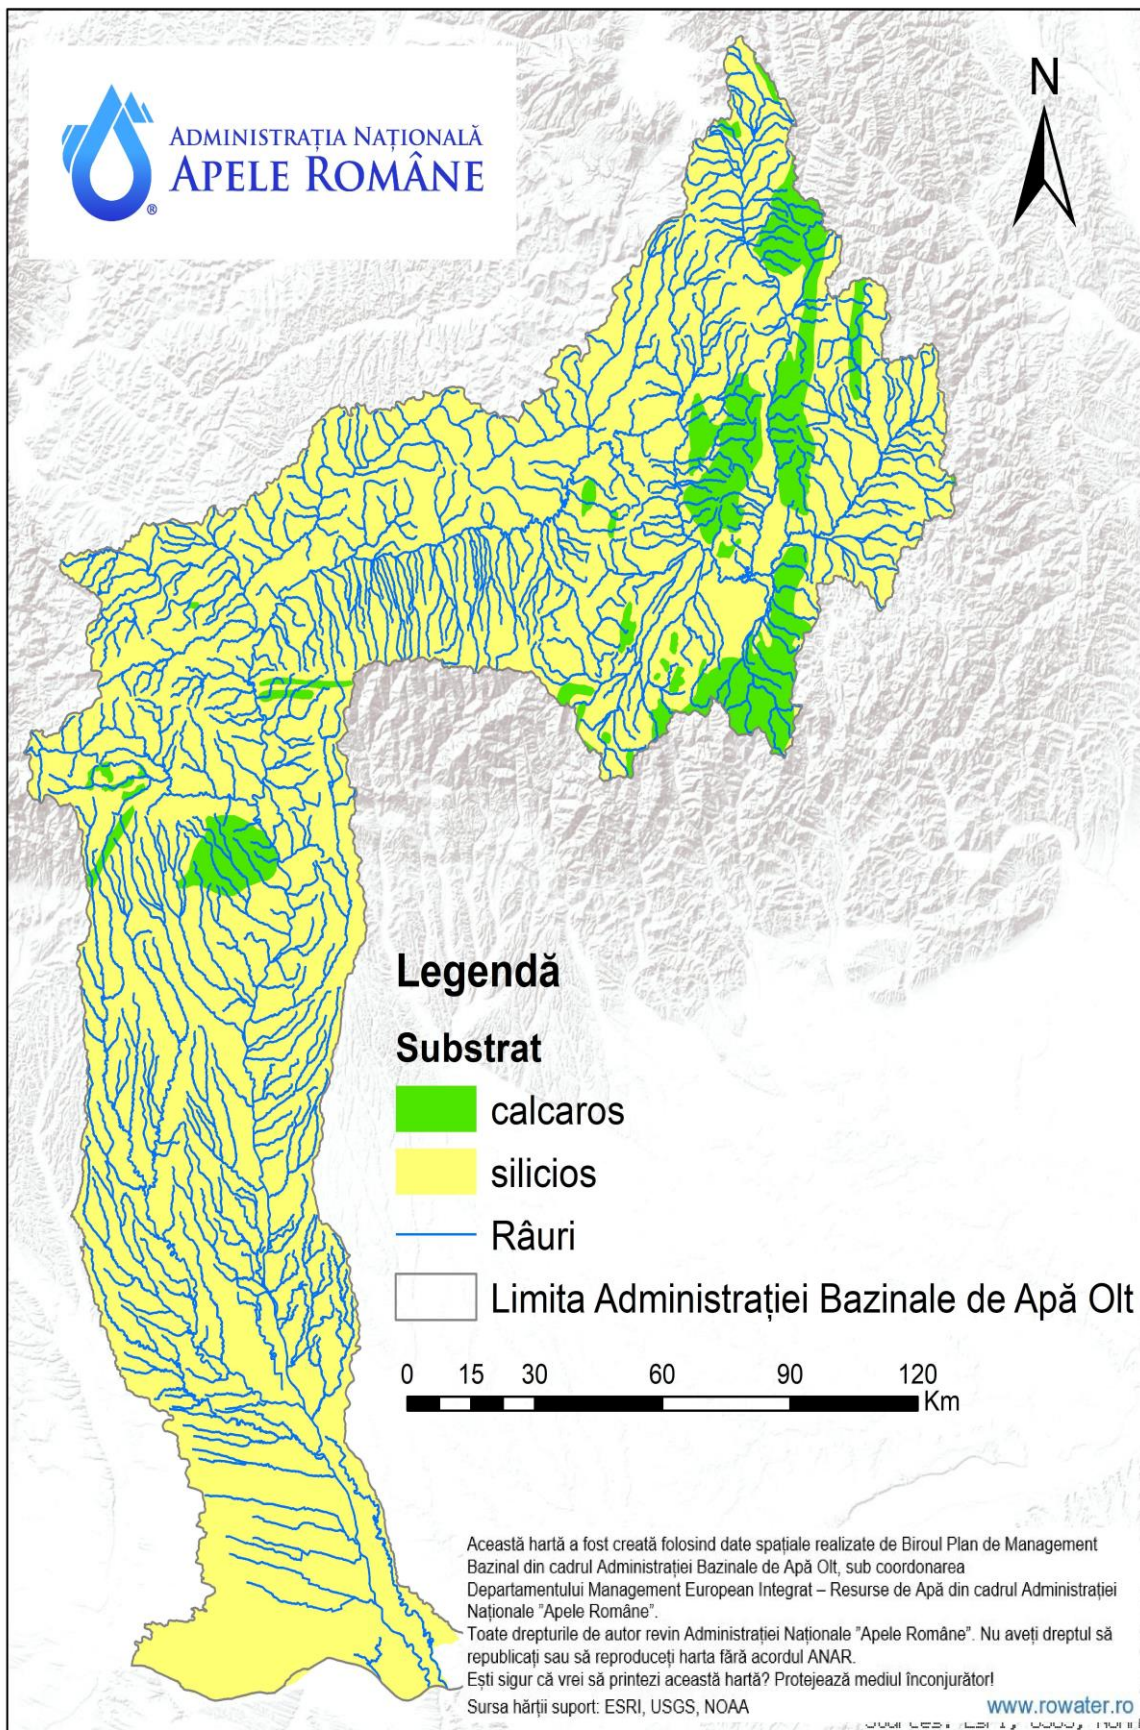 ADMINISTRAȚIA NAȚIONALĂ
APELE ROMÂNE
®
N
Legendă
Substrat
calcaros
silicios
Râuri
Limita Administrației Bazinale de Apă Olt
0 15 30 60 90 120
Km
Această hartă a fost creată folosind date spațiale realizate de Biroul Plan de Management
Bazinal din cadrul Administrației Bazinale de Apă Olt, sub coordonarea
Departamentului Management European Integrat – Resurse de Apă din cadrul Administrației
Naționale "Apele Române".
Toate drepturile de autor revin Administrației Naționale "Apele Române". Nu aveți dreptul să
republicați sau să reproduceți harta fără acordul ANAR.
Ești sigur că vrei să printezi această hartă? Protejează mediul înconjurător!
Sursa hărții suport: ESRI, USGS, NOAA
www.rowater.ro